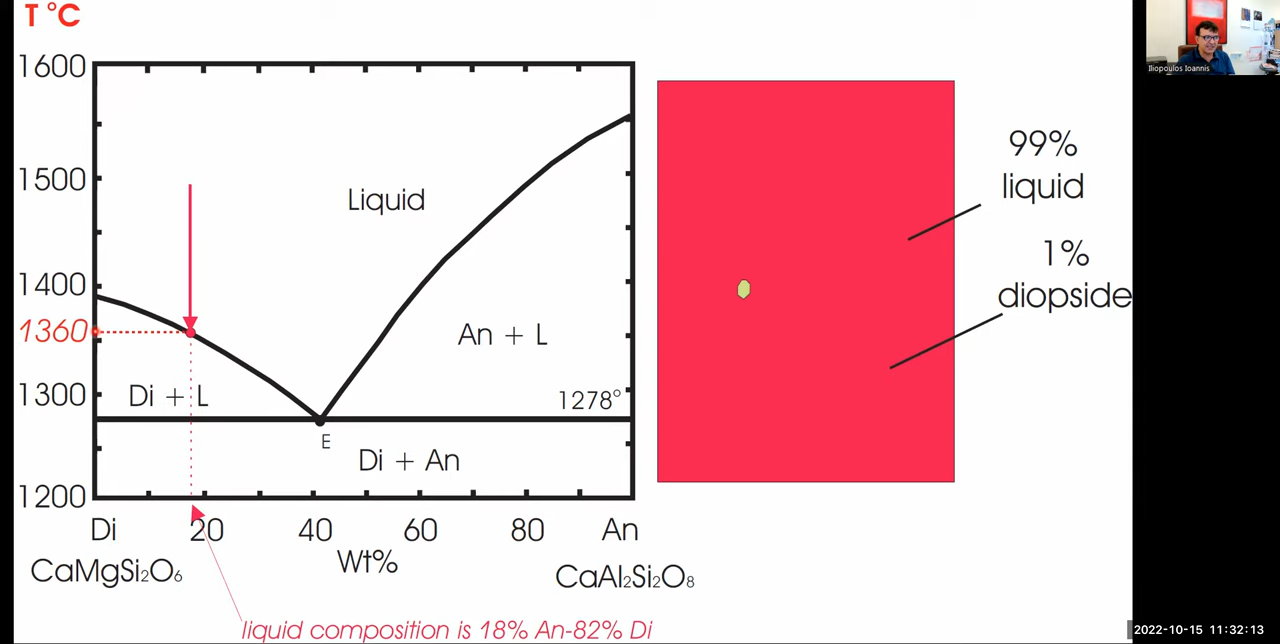 T °C
1600
1500
1400
1360
1300
1200
Liquid
An + L
Di + L
1278°
E
Di + An
Di 20 40 60 80 An
Wt%
CaMgSi₂O₆
CaAl₂Si₂O₈
liquid composition is 18% An-82% Di
99%
liquid
1%
diopside
Iliopoulos Ioannis
2022-10-15 11:32:13